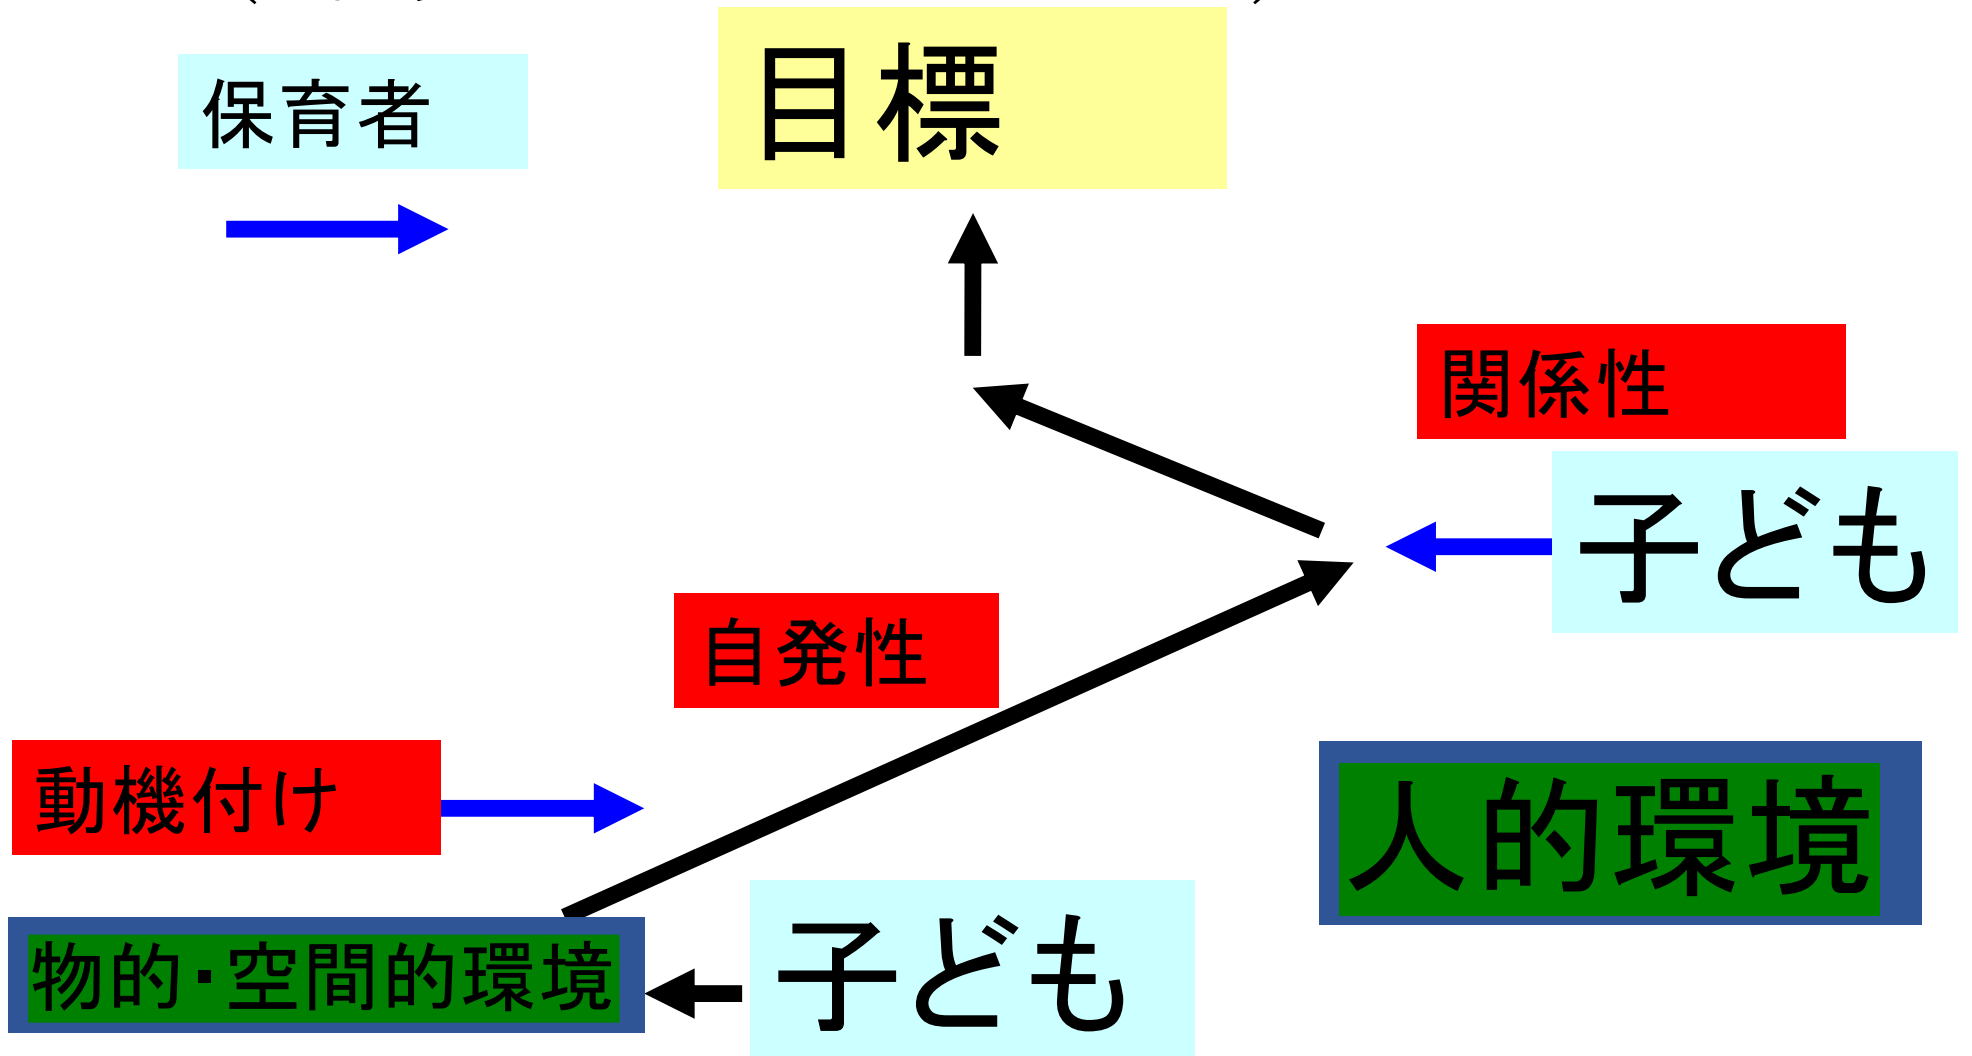 目標
保育者
関係性
子ども
自発性
動機付け
人的環境
物的・空間的環境
子ども